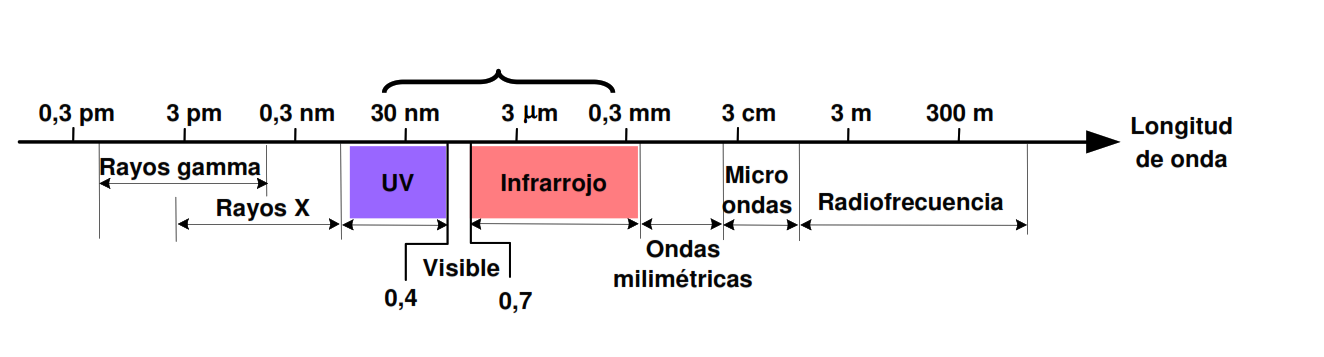 0,3 pm 3 pm 0,3 nm 30 nm 3 μm 0,3 mm 3 cm 3 m 300 m
Longitud
de onda
Rayos gamma
Rayos X
UV
Infrarrojo
Micro
ondas
Radiofrecuencia
Ondas
milimétricas
Visible
0,4
0,7